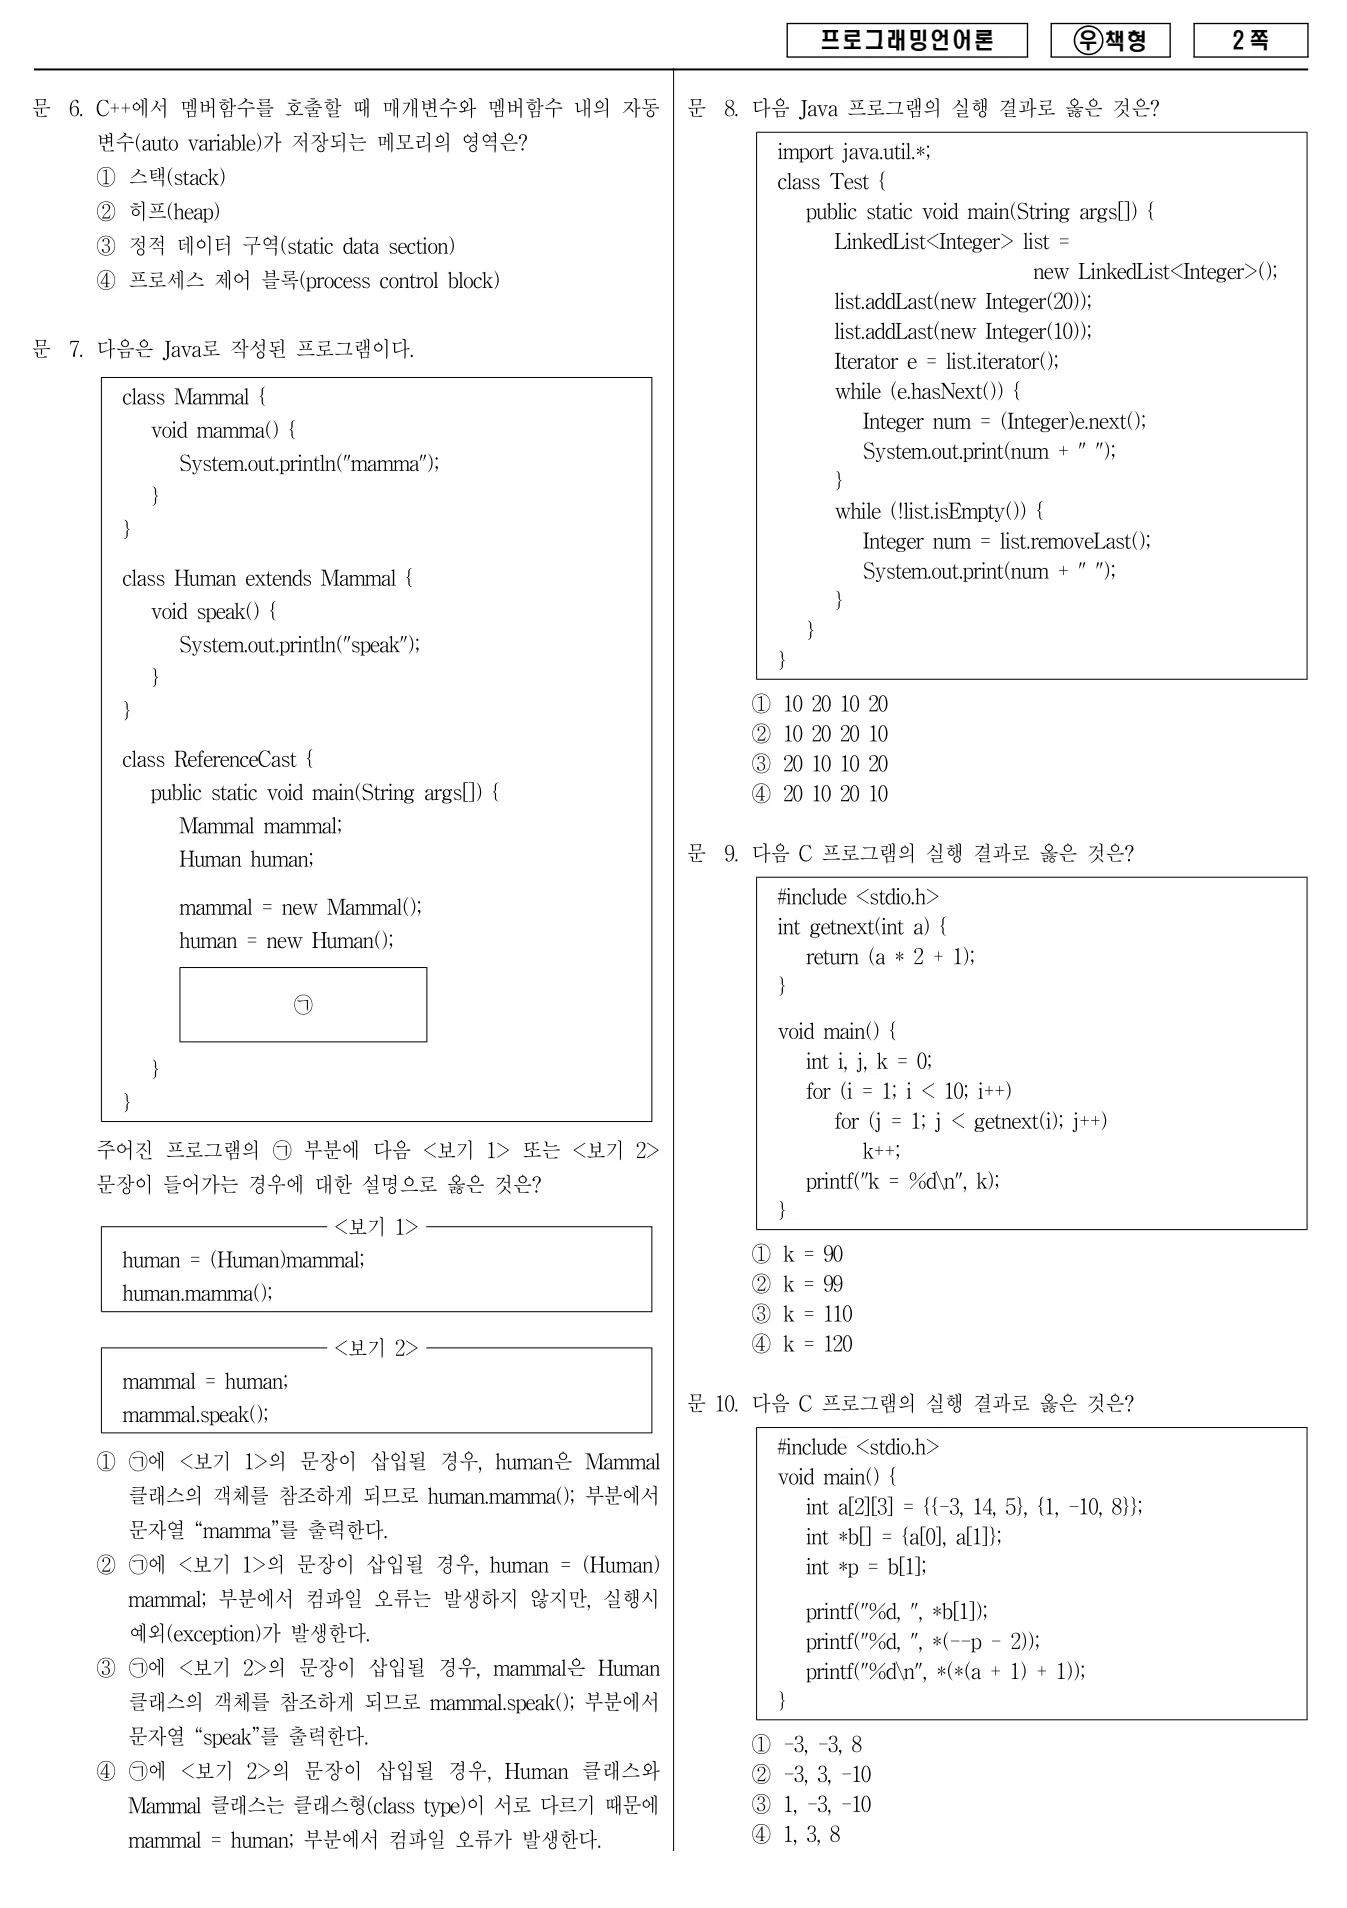 프로그래밍언어론 ㉾책형 2쪽
문 6. C++에서 멤버함수를 호출할 때 매개변수와 멤버함수 내의 자동
변수(auto variable)가 저장되는 메모리의 영역은?
① 스택(stack)
② 히프(heap)
③ 정적 데이터 구역(static data section)
④ 프로세스 제어 블록(process control block)
문 7. 다음은 Java로 작성된 프로그램이다.
class Mammal {
void mamma() {
System.out.println("mamma");
}
}
class Human extends Mammal {
void speak() {
System.out.println("speak");
}
}
class ReferenceCast {
public static void main(String args[]) {
Mammal mammal;
Human human;
mammal = new Mammal();
human = new Human();
㉠
}
}
주어진 프로그램의 ㉠ 부분에 다음 <보기 1> 또는 <보기 2>
문장이 들어가는 경우에 대한 설명으로 옳은 것은?
<보기 1>
human = (Human)mammal;
human.mamma();
<보기 2>
mammal = human;
mammal.speak();
① ㉠에 <보기 1>의 문장이 삽입될 경우, human은 Mammal
클래스의 객체를 참조하게 되므로 human.mamma(); 부분에서
문자열 “mamma”를 출력한다.
② ㉠에 <보기 1>의 문장이 삽입될 경우, human = (Human)
mammal; 부분에서 컴파일 오류는 발생하지 않지만, 실행시
예외(exception)가 발생한다.
③ ㉠에 <보기 2>의 문장이 삽입될 경우, mammal은 Human
클래스의 객체를 참조하게 되므로 mammal.speak(); 부분에서
문자열 “speak”를 출력한다.
④ ㉠에 <보기 2>의 문장이 삽입될 경우, Human 클래스와
Mammal 클래스는 클래스형(class type)이 서로 다르기 때문에
mammal = human; 부분에서 컴파일 오류가 발생한다.
문 8. 다음 Java 프로그램의 실행 결과로 옳은 것은?
import java.util.*;
class Test {
public static void main(String args[]) {
LinkedList<Integer> list =
new LinkedList<Integer>();
list.addLast(new Integer(20));
list.addLast(new Integer(10));
Iterator e = list.iterator();
while (e.hasNext()) {
Integer num = (Integer)e.next();
System.out.print(num + " ");
}
while (!list.isEmpty()) {
Integer num = list.removeLast();
System.out.print(num + " ");
}
}
}
① 10 20 10 20
② 10 20 20 10
③ 20 10 10 20
④ 20 10 20 10
문 9. 다음 C 프로그램의 실행 결과로 옳은 것은?
#include <stdio.h>
int getnext(int a) {
return (a * 2 + 1);
}
void main() {
int i, j, k = 0;
for (i = 1; i < 10; i++)
for (j = 1; j < getnext(i); j++)
k++;
printf("k = %d\n", k);
}
① k = 90
② k = 99
③ k = 110
④ k = 120
문 10. 다음 C 프로그램의 실행 결과로 옳은 것은?
#include <stdio.h>
void main() {
int a[2][3] = {{-3, 14, 5}, {1, -10, 8}};
int *b[] = {a[0], a[1]};
int *p = b[1];
printf("%d, ", *b[1]);
printf("%d, ", *(--p - 2));
printf("%d\n", *(*(a + 1) + 1));
}
① -3, -3, 8
② -3, 3, -10
③ 1, -3, -10
④ 1, 3, 8